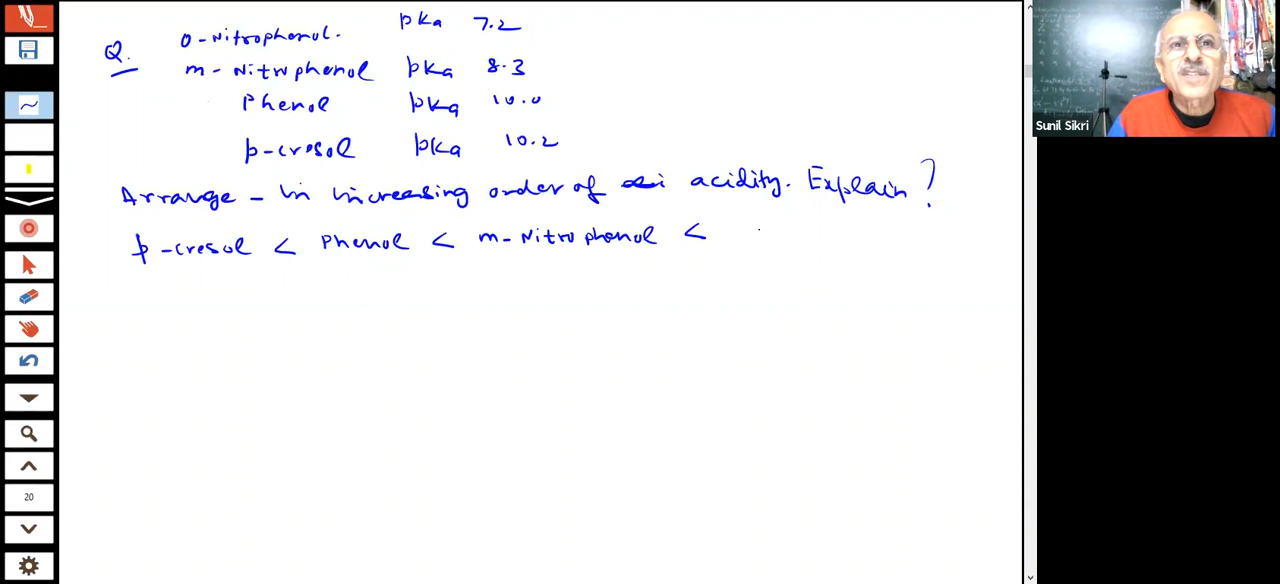 Q. o-Nitrophenol. pka 7.2
m-Nitrophenol pka 8.3
Phenol pka 10.0
p-cresol pka 10.2
Arrange - in increasing order of acidity. Explain?
p-cresol < Phenol < m-Nitrophenol <
Sunil Sikri
20